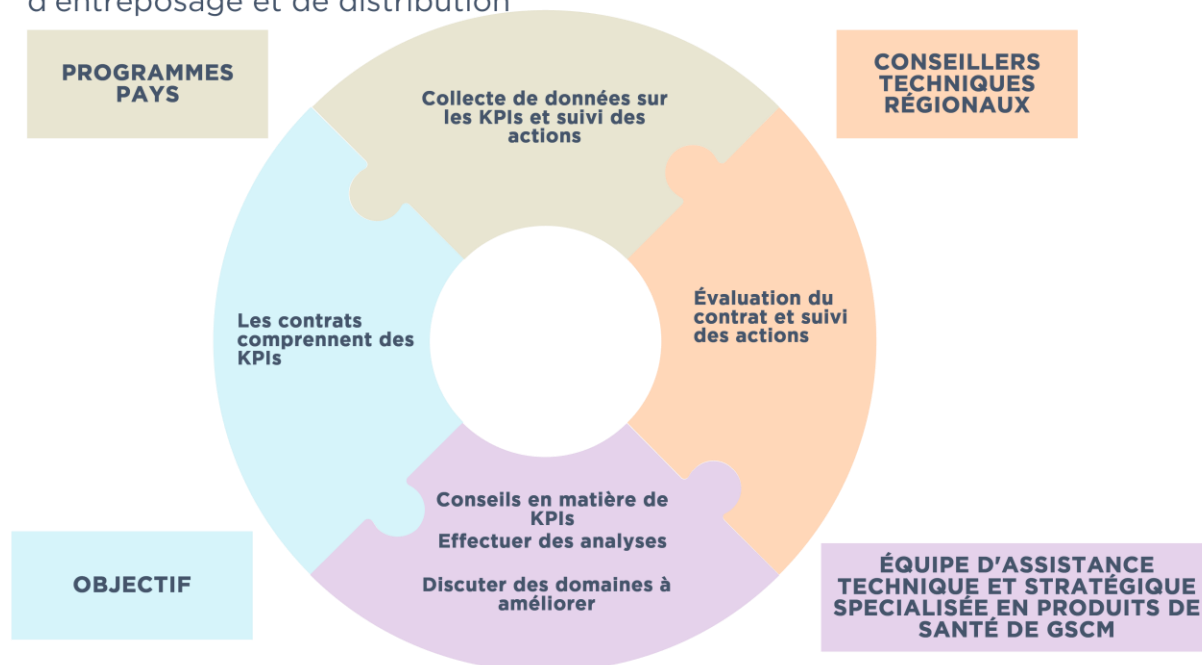 d'entreposage et de distribution
PROGRAMMES
PAYS
CONSEILLERS
TECHNIQUES
RÉGIONAUX
Collecte de données sur
les KPIs et suivi des
actions
Les contrats
comprennent des
KPIs
Évaluation du
contrat et suivi
des actions
Conseils en matière de
KPIs
Effectuer des analyses
Discuter des domaines à
améliorer
OBJECTIF
ÉQUIPE D'ASSISTANCE
TECHNIQUE ET STRATÉGIQUE
SPECIALISÉE EN PRODUITS DE
SANTÉ DE GSCM